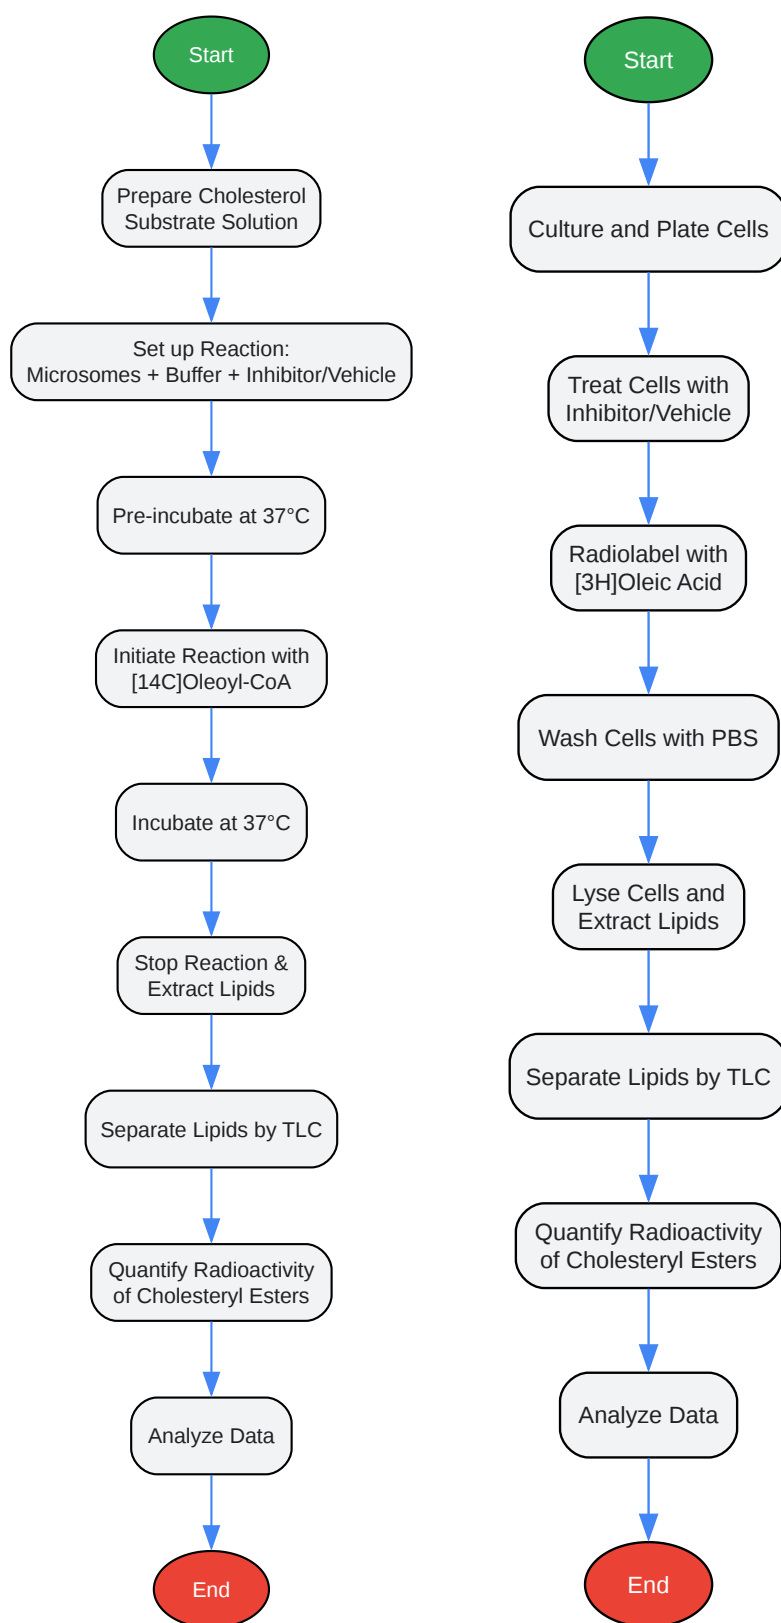 Start
Prepare Cholesterol
Substrate Solution
Set up Reaction:
Microsomes + Buffer + Inhibitor/Vehicle
Pre-incubate at 37°C
Initiate Reaction with
[14C]Oleoyl-CoA
Incubate at 37°C
Stop Reaction &
Extract Lipids
Separate Lipids by TLC
Quantify Radioactivity
of Cholesteryl Esters
Analyze Data
End
Start
Culture and Plate Cells
Treat Cells with
Inhibitor/Vehicle
Radiolabel with
[3H]Oleic Acid
Wash Cells with PBS
Lyse Cells and
Extract Lipids
Separate Lipids by TLC
Quantify Radioactivity
of Cholesteryl Esters
Analyze Data
End